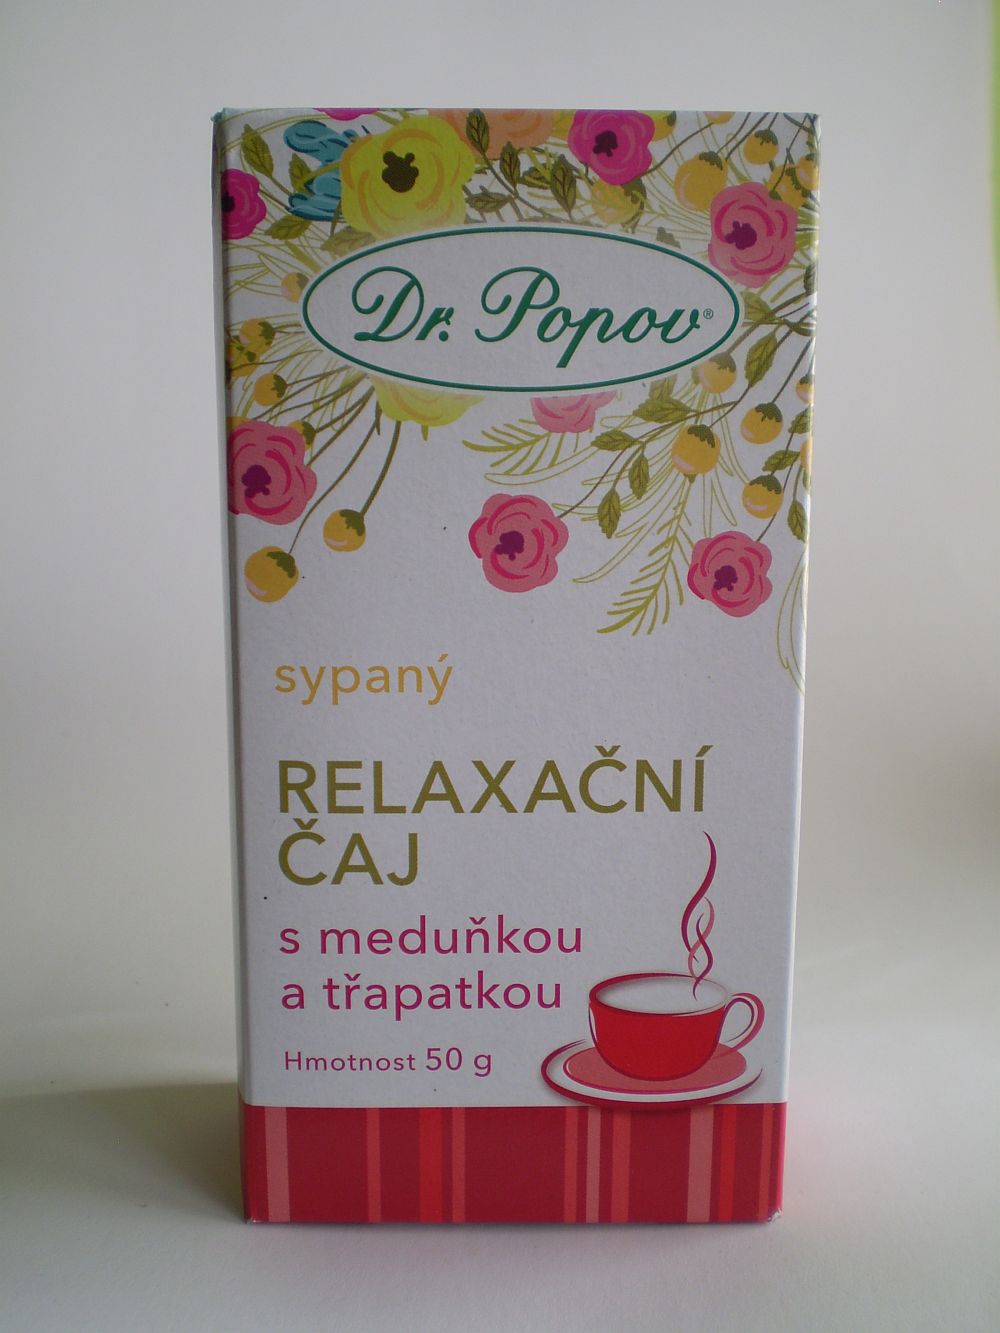 Dr. Popov®
sypaný
RELAXAČNÍ
ČAJ
s meduňkou
a třapatkou
Hmotnost 50 g